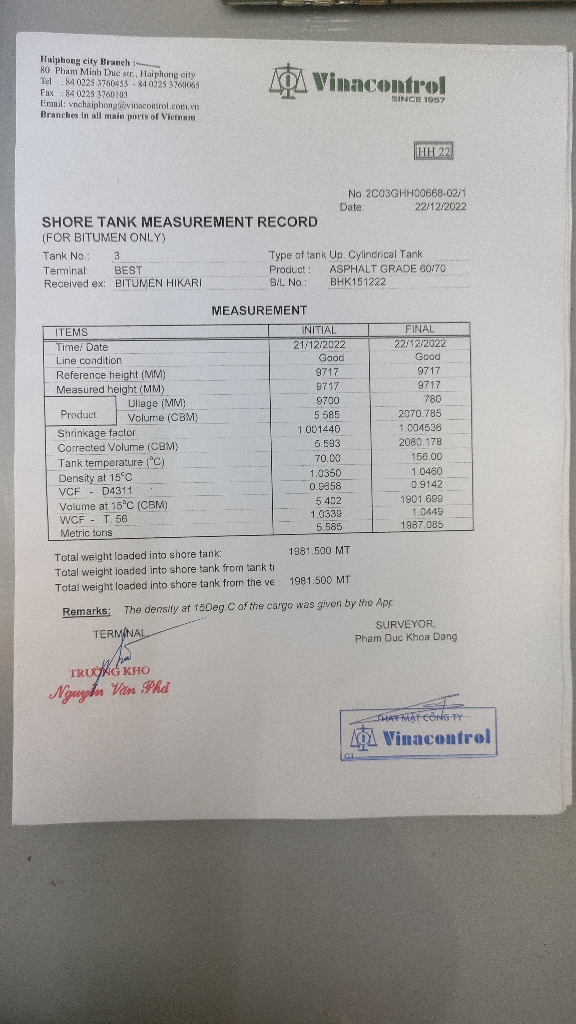 Haiphong city Branch :
80 Pham Minh Duc str., Haiphong city
Tel : 84 0225 3760453 - 84 0225 3760065
Fax : 84 0225 3760103
Email: vnchaiphong@vinacontrol.com.vn
Branches in all main ports of Vietnam
Vinacontrol
SINCE 1957
HH 22
No.2C03GHH00668-02/1
Date: 22/12/2022
SHORE TANK MEASUREMENT RECORD
(FOR BITUMEN ONLY)
Tank No.: 3 Type of tank Up. Cylindrical Tank
Terminal: BEST Product : ASPHALT GRADE 60/70
Received ex: BITUMEN HIKARI B/L No.: BHK151222
MEASUREMENT
ITEMS INITIAL FINAL
Time/ Date 21/12/2022 22/12/2022
Line condition Good Good
Reference height (MM) 9717 9717
Measured height (MM) 9717 9717
Product Ullage (MM) 9700 780
Volume (CBM) 5.585 2070.785
Shrinkage factor 1.001440 1.004536
Corrected Volume (CBM) 5.593 2080.178
Tank temperature (°C) 70.00 156.00
Density at 15°C 1.0350 1.0460
VCF - D4311 0.9658 0.9142
Volume at 15°C (CBM) 5.402 1901.699
WCF - T.56 1.0339 1.0449
Metric tons 5.585 1987.085
Total weight loaded into shore tank: 1981.500 MT
Total weight loaded into shore tank from tank t
Total weight loaded into shore tank from the ve 1981.500 MT
Remarks: The density at 15Deg.C of the cargo was given by the App
TERMINAL, SURVEYOR,
Pham Duc Khoa Dang
TRƯỞNG KHO
Nguyễn Văn Phá
THAY MẶT CÔNG TY
Vinacontrol